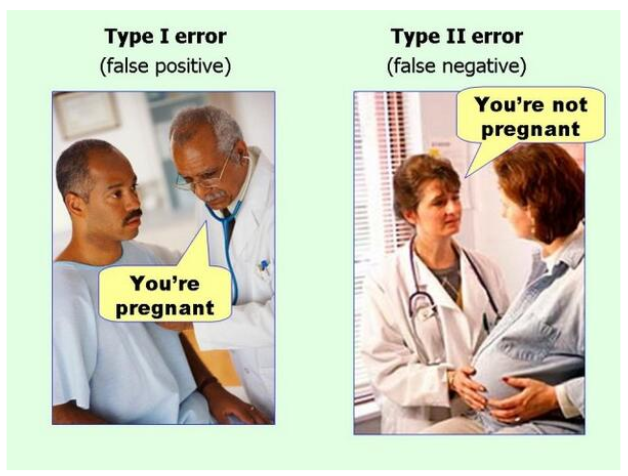 Type I error
(false positive)
You're
pregnant
Type II error
(false negative)
You're not
pregnant